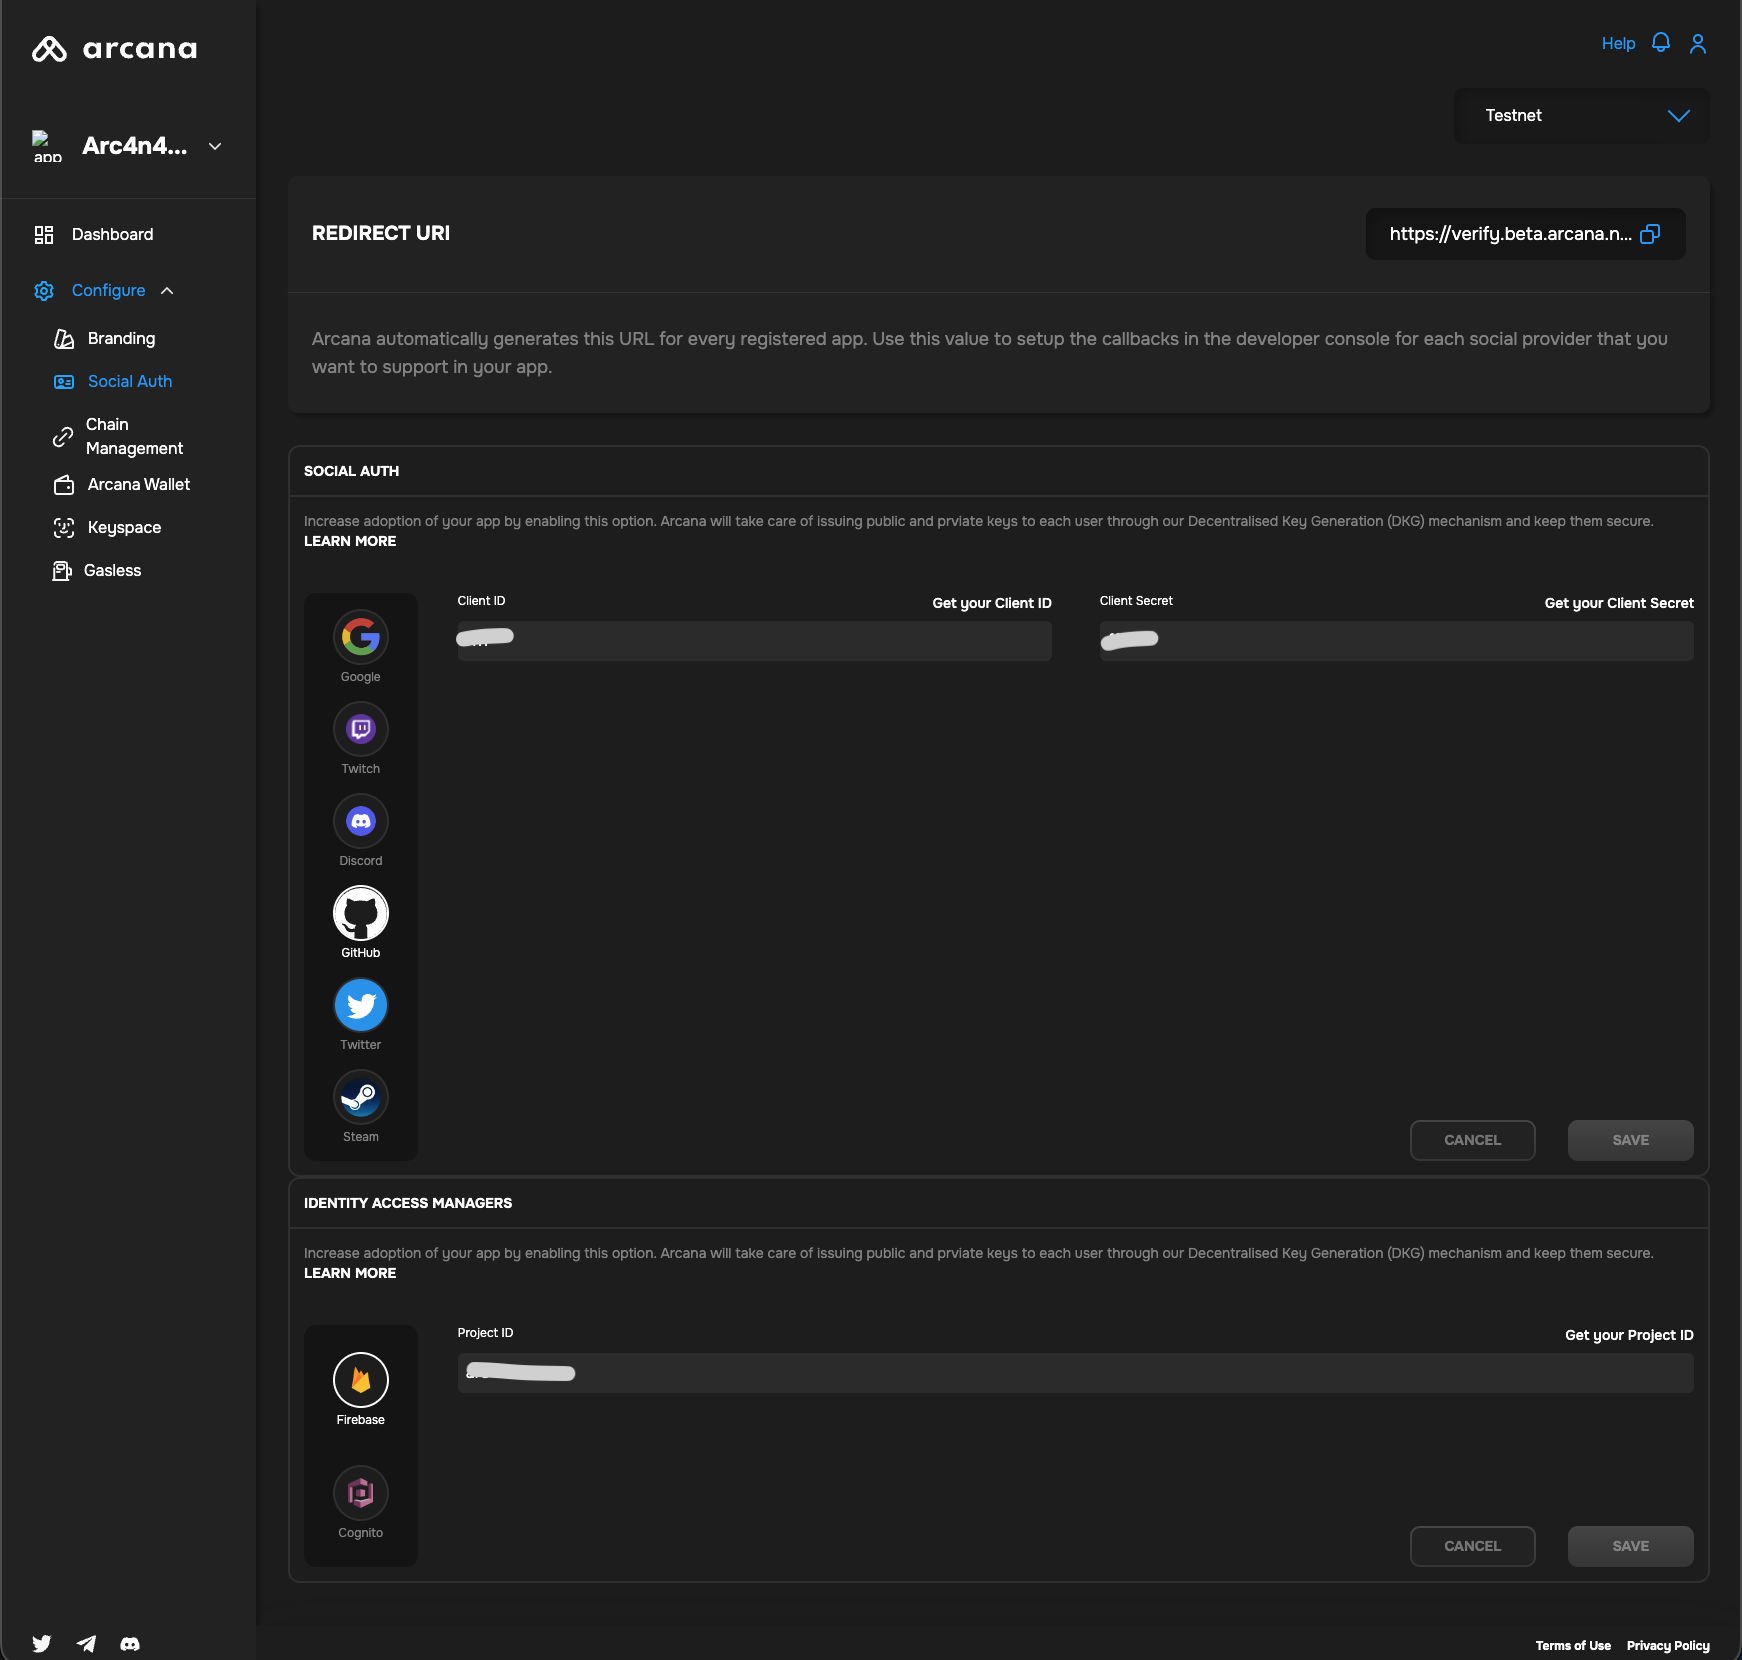 arcana
Help
app
Arc4n4...
Testnet
Dashboard
Configure
Branding
Social Auth
Chain
Management
Arcana Wallet
Keyspace
Gasless
REDIRECT URI
https://verify.beta.arcana.n...
Arcana automatically generates this URL for every registered app. Use this value to setup the callbacks in the developer console for each social provider that you
want to support in your app.
SOCIAL AUTH
Increase adoption of your app by enabling this option. Arcana will take care of issuing public and prviate keys to each user through our Decentralised Key Generation (DKG) mechanism and keep them secure.
LEARN MORE
Client ID
Get your Client ID
Client Secret
Get your Client Secret
Google
Twitch
Discord
GitHub
Twitter
Steam
CANCEL
SAVE
IDENTITY ACCESS MANAGERS
Increase adoption of your app by enabling this option. Arcana will take care of issuing public and prviate keys to each user through our Decentralised Key Generation (DKG) mechanism and keep them secure.
LEARN MORE
Project ID
Get your Project ID
Firebase
Cognito
CANCEL
SAVE
Terms of Use
Privacy Policy